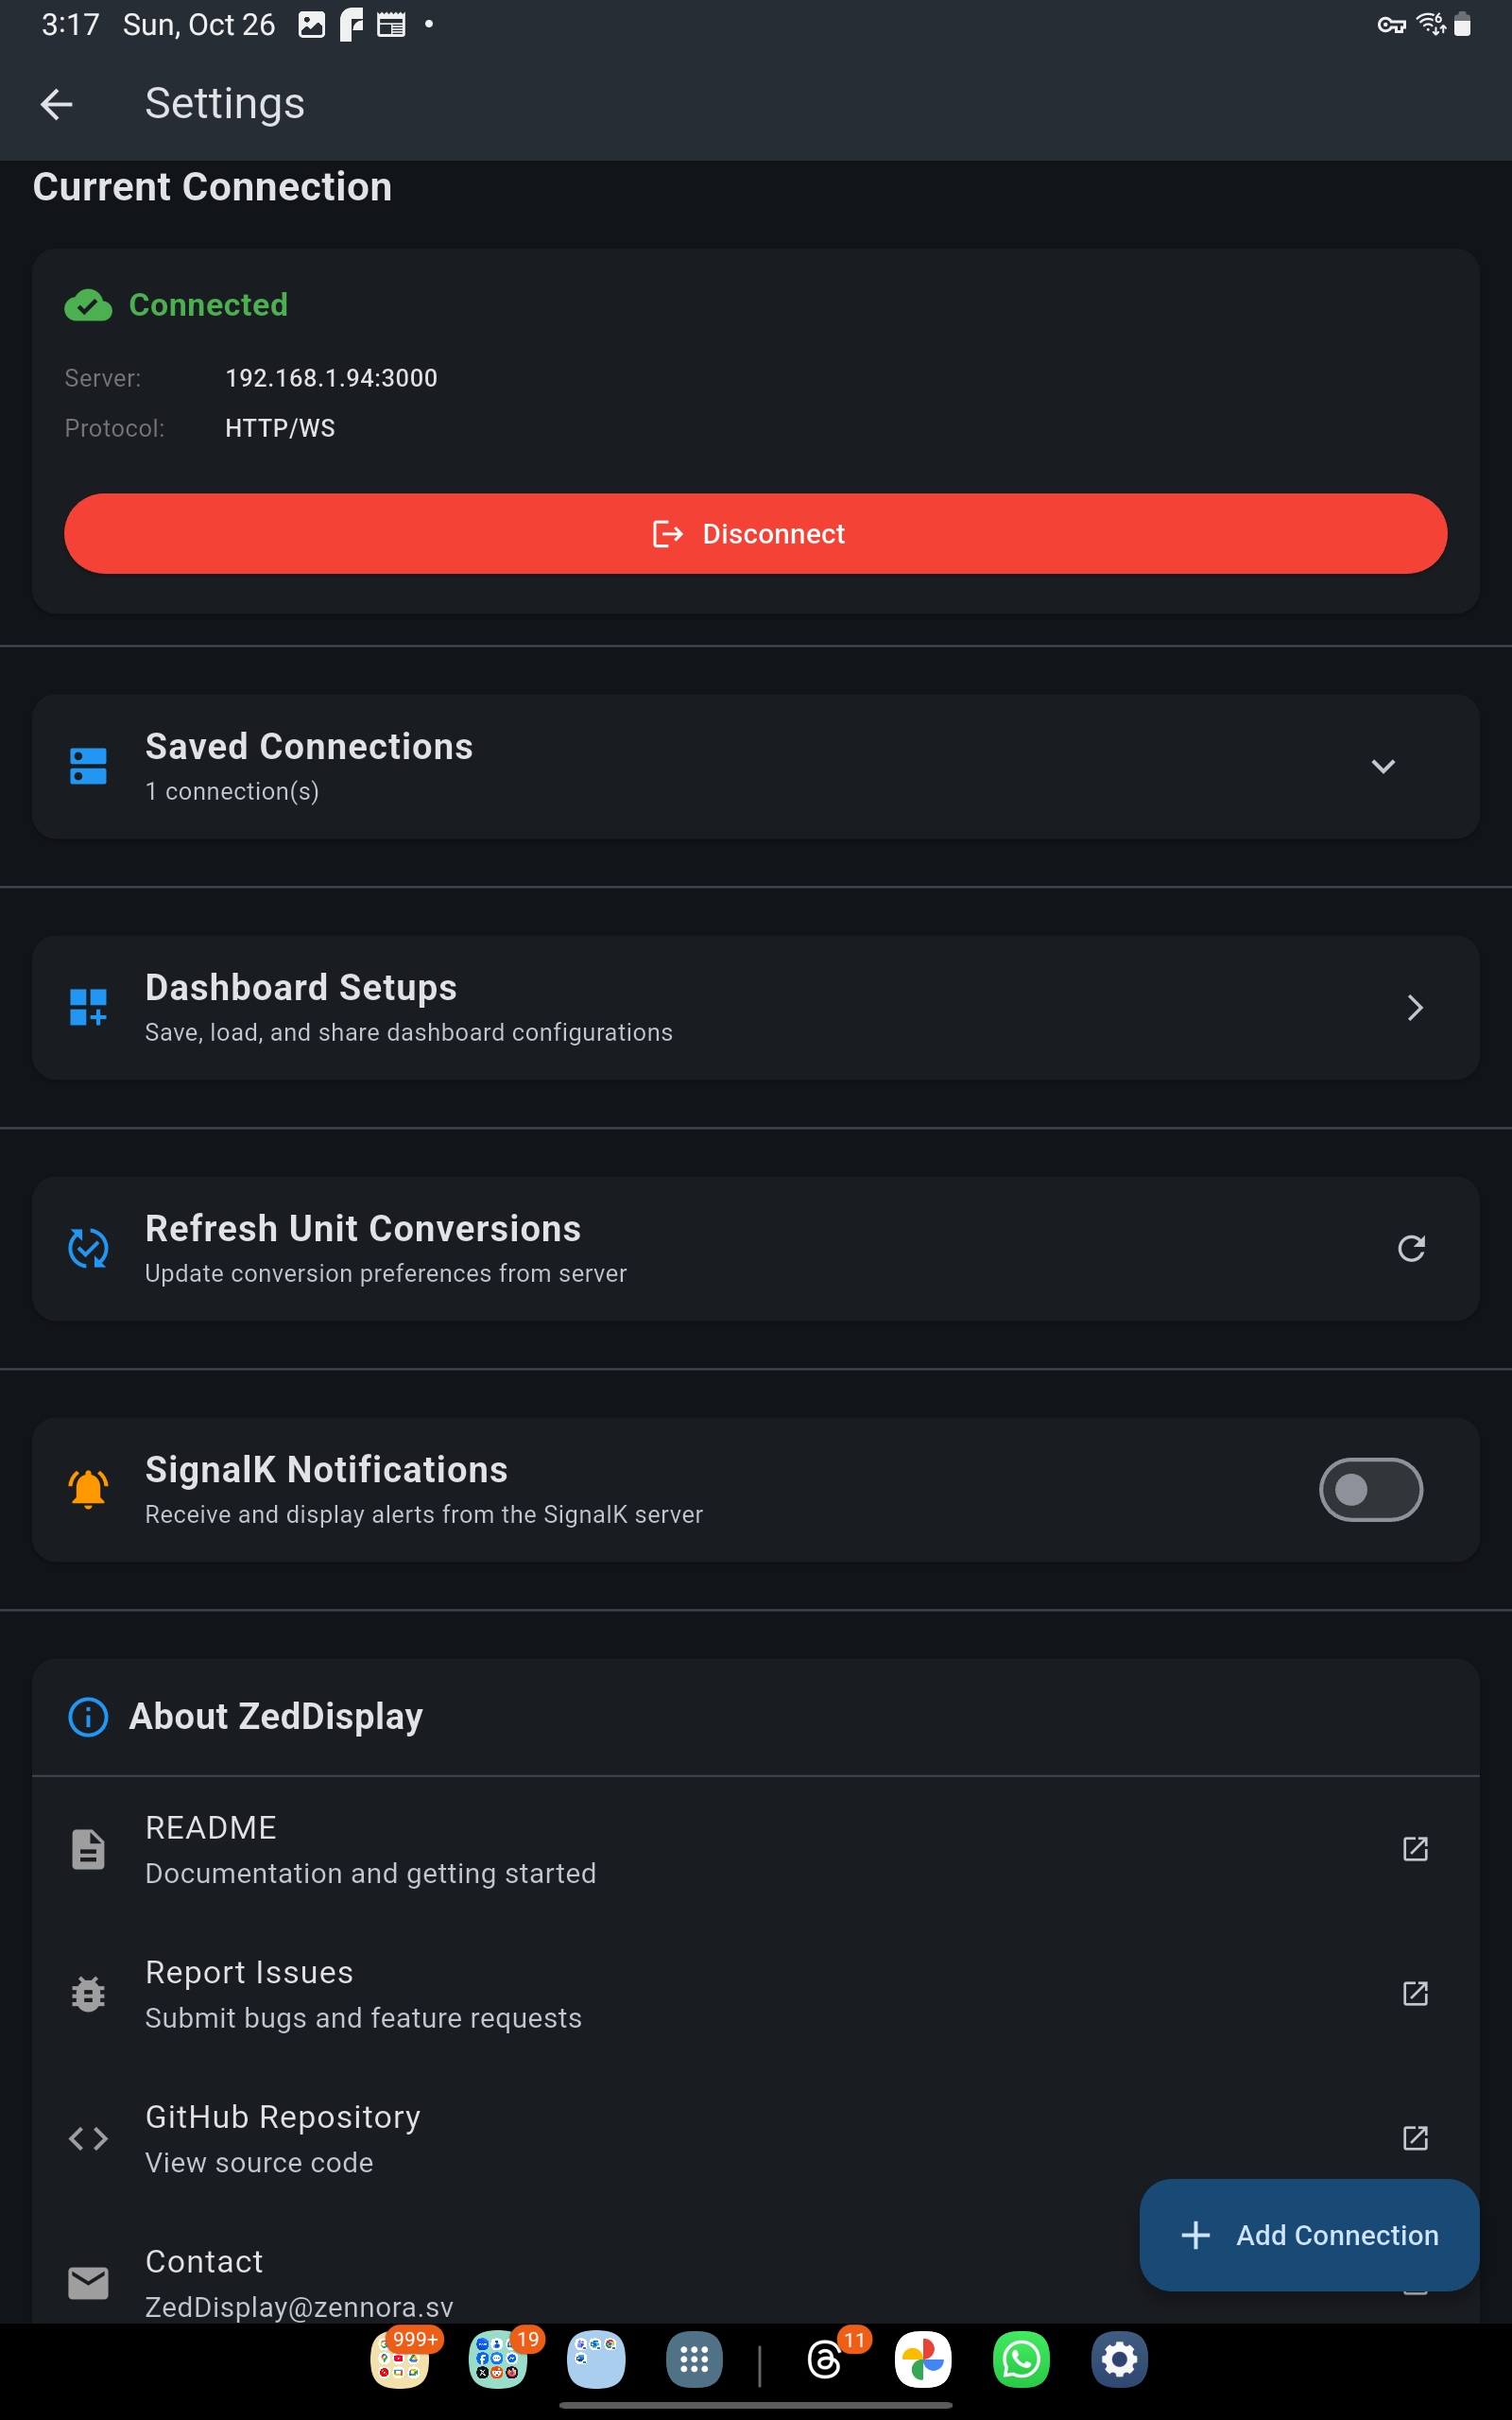 3:17 Sun, Oct 26
Settings
Current Connection
Connected
Server: 192.168.1.94:3000
Protocol: HTTP/WS
Disconnect
Saved Connections
1 connection(s)
Dashboard Setups
Save, load, and share dashboard configurations
Refresh Unit Conversions
Update conversion preferences from server
SignalK Notifications
Receive and display alerts from the SignalK server
About ZedDisplay
README
Documentation and getting started
Report Issues
Submit bugs and feature requests
GitHub Repository
View source code
Add Connection
Contact
ZedDisplay@zennora.sv
999+ 19 11